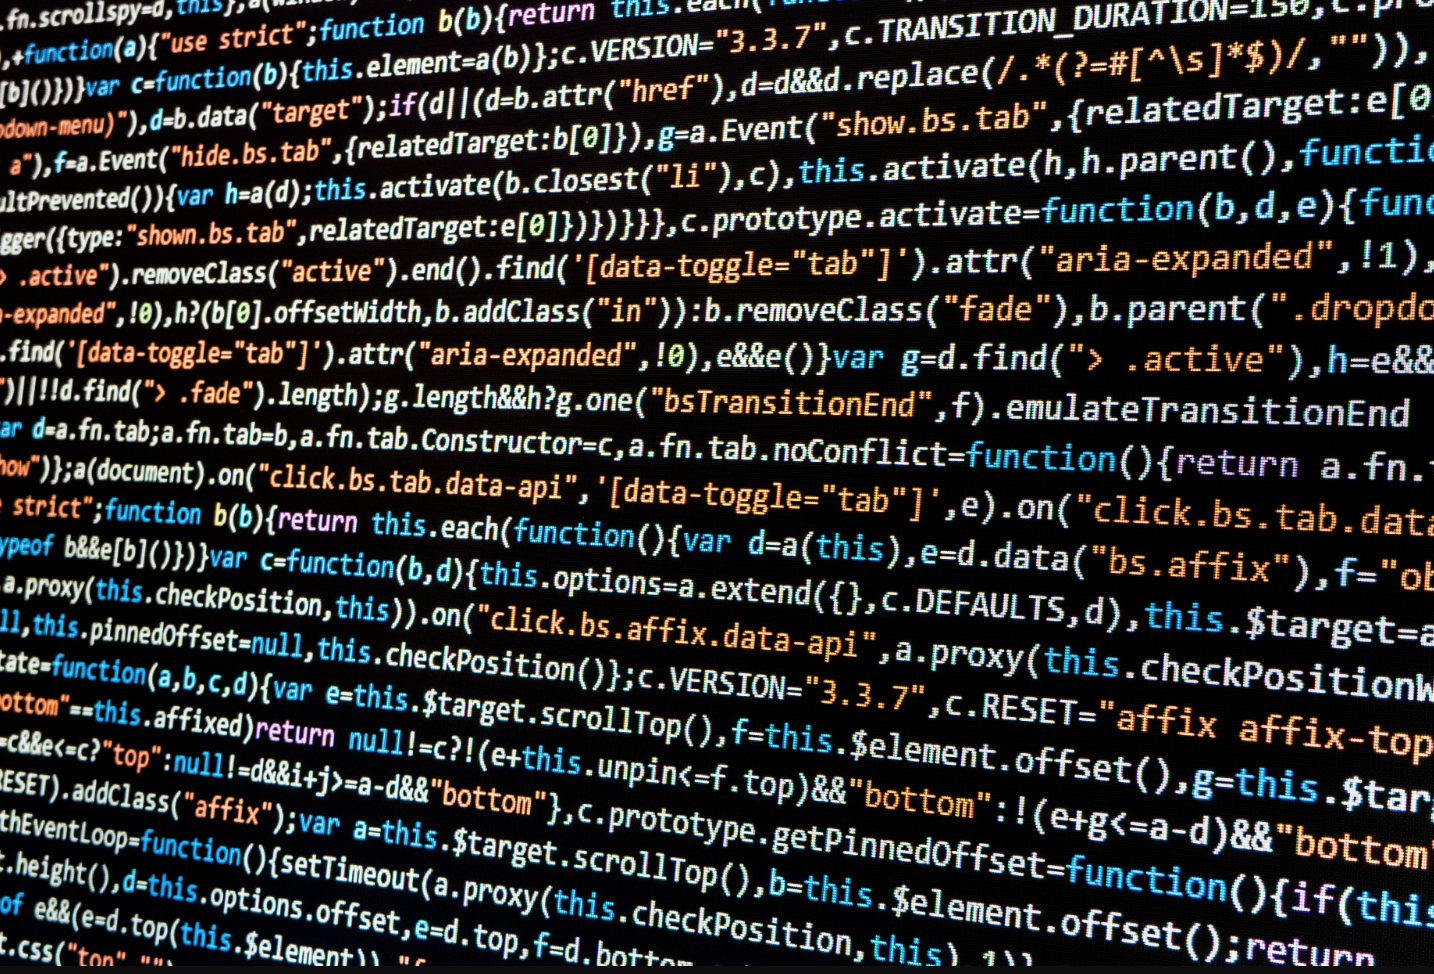 .fn.scrollspy=d,this},a(win
),+function(a){"use strict";function b(b){return this.each(
[b]()})}var c=function(b){this.element=a(b)};c.VERSION="3.3.7",c.TRANSITION_DURATION=150,c.pro
pdown-menu)"),d=b.data("target");if(d||(d=b.attr("href"),d=d&&d.replace(/.*(?=#[^\s]*$)/,"")),
a"),f=a.Event("hide.bs.tab",{relatedTarget:b[0]}),g=a.Event("show.bs.tab",{relatedTarget:e[0
ultPrevented()){var h=a(d);this.activate(b.closest("li"),c),this.activate(h,h.parent(),functio
gger({type:"shown.bs.tab",relatedTarget:e[0]})})}}},c.prototype.activate=function(b,d,e){func
> .active").removeClass("active").end().find('[data-toggle="tab"]').attr("aria-expanded",!1),
a-expanded",!0),h?(b[0].offsetWidth,b.addClass("in")):b.removeClass("fade"),b.parent(".dropdo
.find('[data-toggle="tab"]').attr("aria-expanded",!0),e&&e()}var g=d.find("> .active"),h=e&&
")||!!d.find("> .fade").length);g.length&&h?g.one("bsTransitionEnd",f).emulateTransitionEnd
ar d=a.fn.tab;a.fn.tab=b,a.fn.tab.Constructor=c,a.fn.tab.noConflict=function(){return a.fn.
how")};a(document).on("click.bs.tab.data-api",'[data-toggle="tab"]',e).on("click.bs.tab.data
e strict";function b(b){return this.each(function(){var d=a(this),e=d.data("bs.affix"),f="ob
ypeof b&&e[b]()})}var c=function(b,d){this.options=a.extend({},c.DEFAULTS,d),this.$target=a
.a.proxy(this.checkPosition,this)).on("click.bs.affix.data-api",a.proxy(this.checkPositionW
ll,this.pinnedOffset=null,this.checkPosition()};c.VERSION="3.3.7",c.RESET="affix affix-top
tate=function(a,b,c,d){var e=this.$target.scrollTop(),f=this.$element.offset(),g=this.$tar
bottom"==this.affixed)return null!=c?!(e+this.unpin<=f.top)&&"bottom":!(e+g<=a-d)&&"bottom"
=c&&e<=c?"top":null!=d&&i+j>=a-d&&"bottom"},c.prototype.getPinnedOffset=function(){if(this
RESET).addClass("affix");var a=this.$target.scrollTop(),b=this.$element.offset();return
thEventLoop=function(){setTimeout(a.proxy(this.checkPosition,this),1)}
t.height(),d=this.options.offset,e=d.top,f=d.bottom
of e&&(e=d.top(this.$element)),"f
t.css("top","")